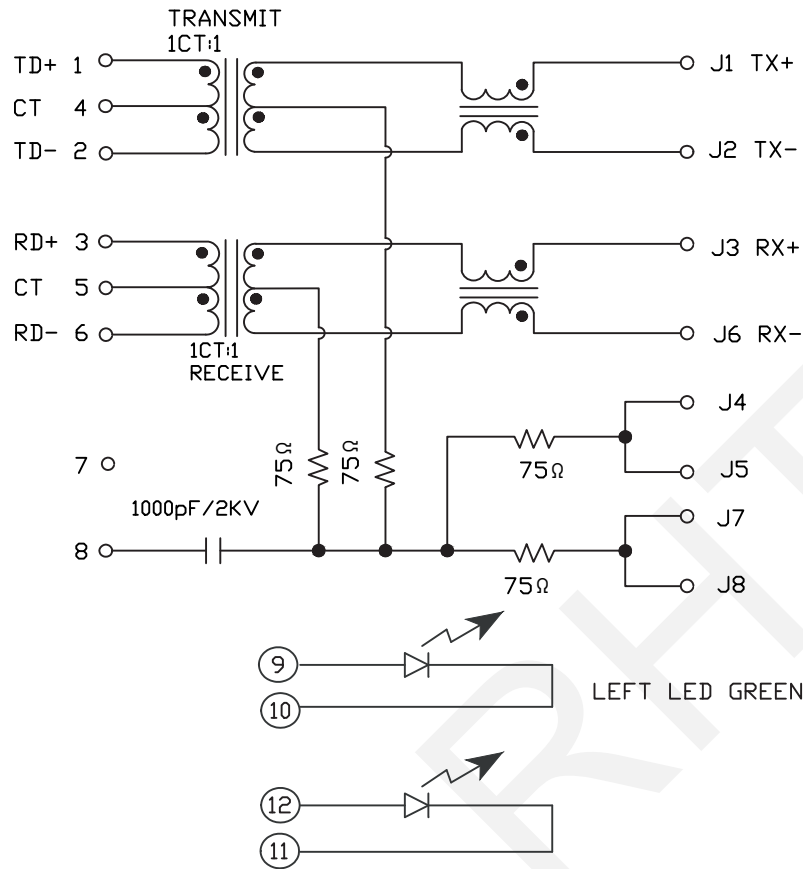 TRANSMIT
1CT:1
TD+ 1
J1 TX+
CT 4
TD- 2
J2 TX-
RD+ 3
J3 RX+
CT 5
RD- 6
J6 RX-
1CT:1
RECEIVE
J4
75Ω
75Ω
7
75Ω
J5
1000pF/2KV
J7
8
75Ω
J8
9
LEFT LED GREEN
10
12
11
RHT